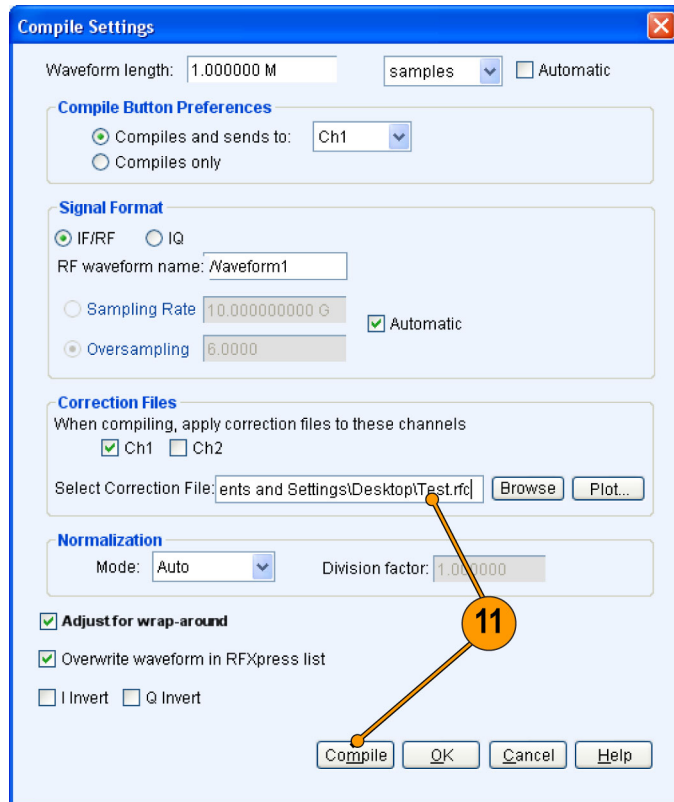 Compile Settings
Waveform length: 1.000000 M samples Automatic
Compile Button Preferences
Compiles and sends to: Ch1
Compiles only
Signal Format
IF/RF IQ
RF waveform name: Waveform1
Sampling Rate 10.000000000 G
Automatic
Oversampling 6.0000
Correction Files
When compiling, apply correction files to these channels
Ch1 Ch2
Select Correction File: ents and Settings\Desktop\Test.rfc Browse Plot...
Normalization
Mode: Auto Division factor: 1.000000
Adjust for wrap-around
11
Overwrite waveform in RFXpress list
I Invert Q Invert
Compile OK Cancel Help